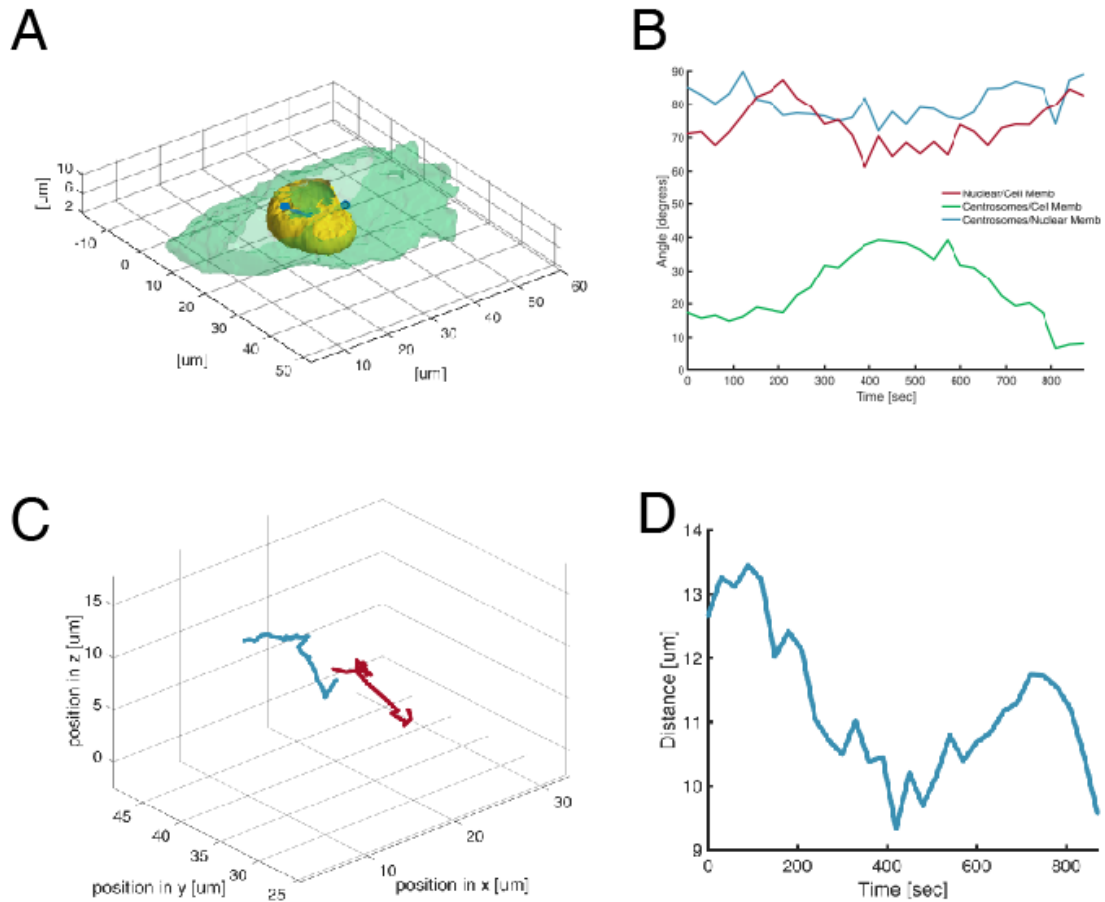 A
[um]
10
6
2
-10
0
10
20
30
40
50
[um]
10
20
30
40
50
60
[um]
B
Angle [degrees]
90
80
70
60
50
40
30
20
10
0
Nuclear/Cell Memb
Centrosomes/Cel Memb
Centrosomes/Nuclear Memb
0 100 200 300 400 500 600 700 800
Time [sec]
C
position in z [um]
15
10
5
0
45
40
35
30
25
position in y [um]
10
20
30
position in x [um]
D
Distance [um]
14
13
12
11
10
9
0 200 400 600 800
Time [sec]